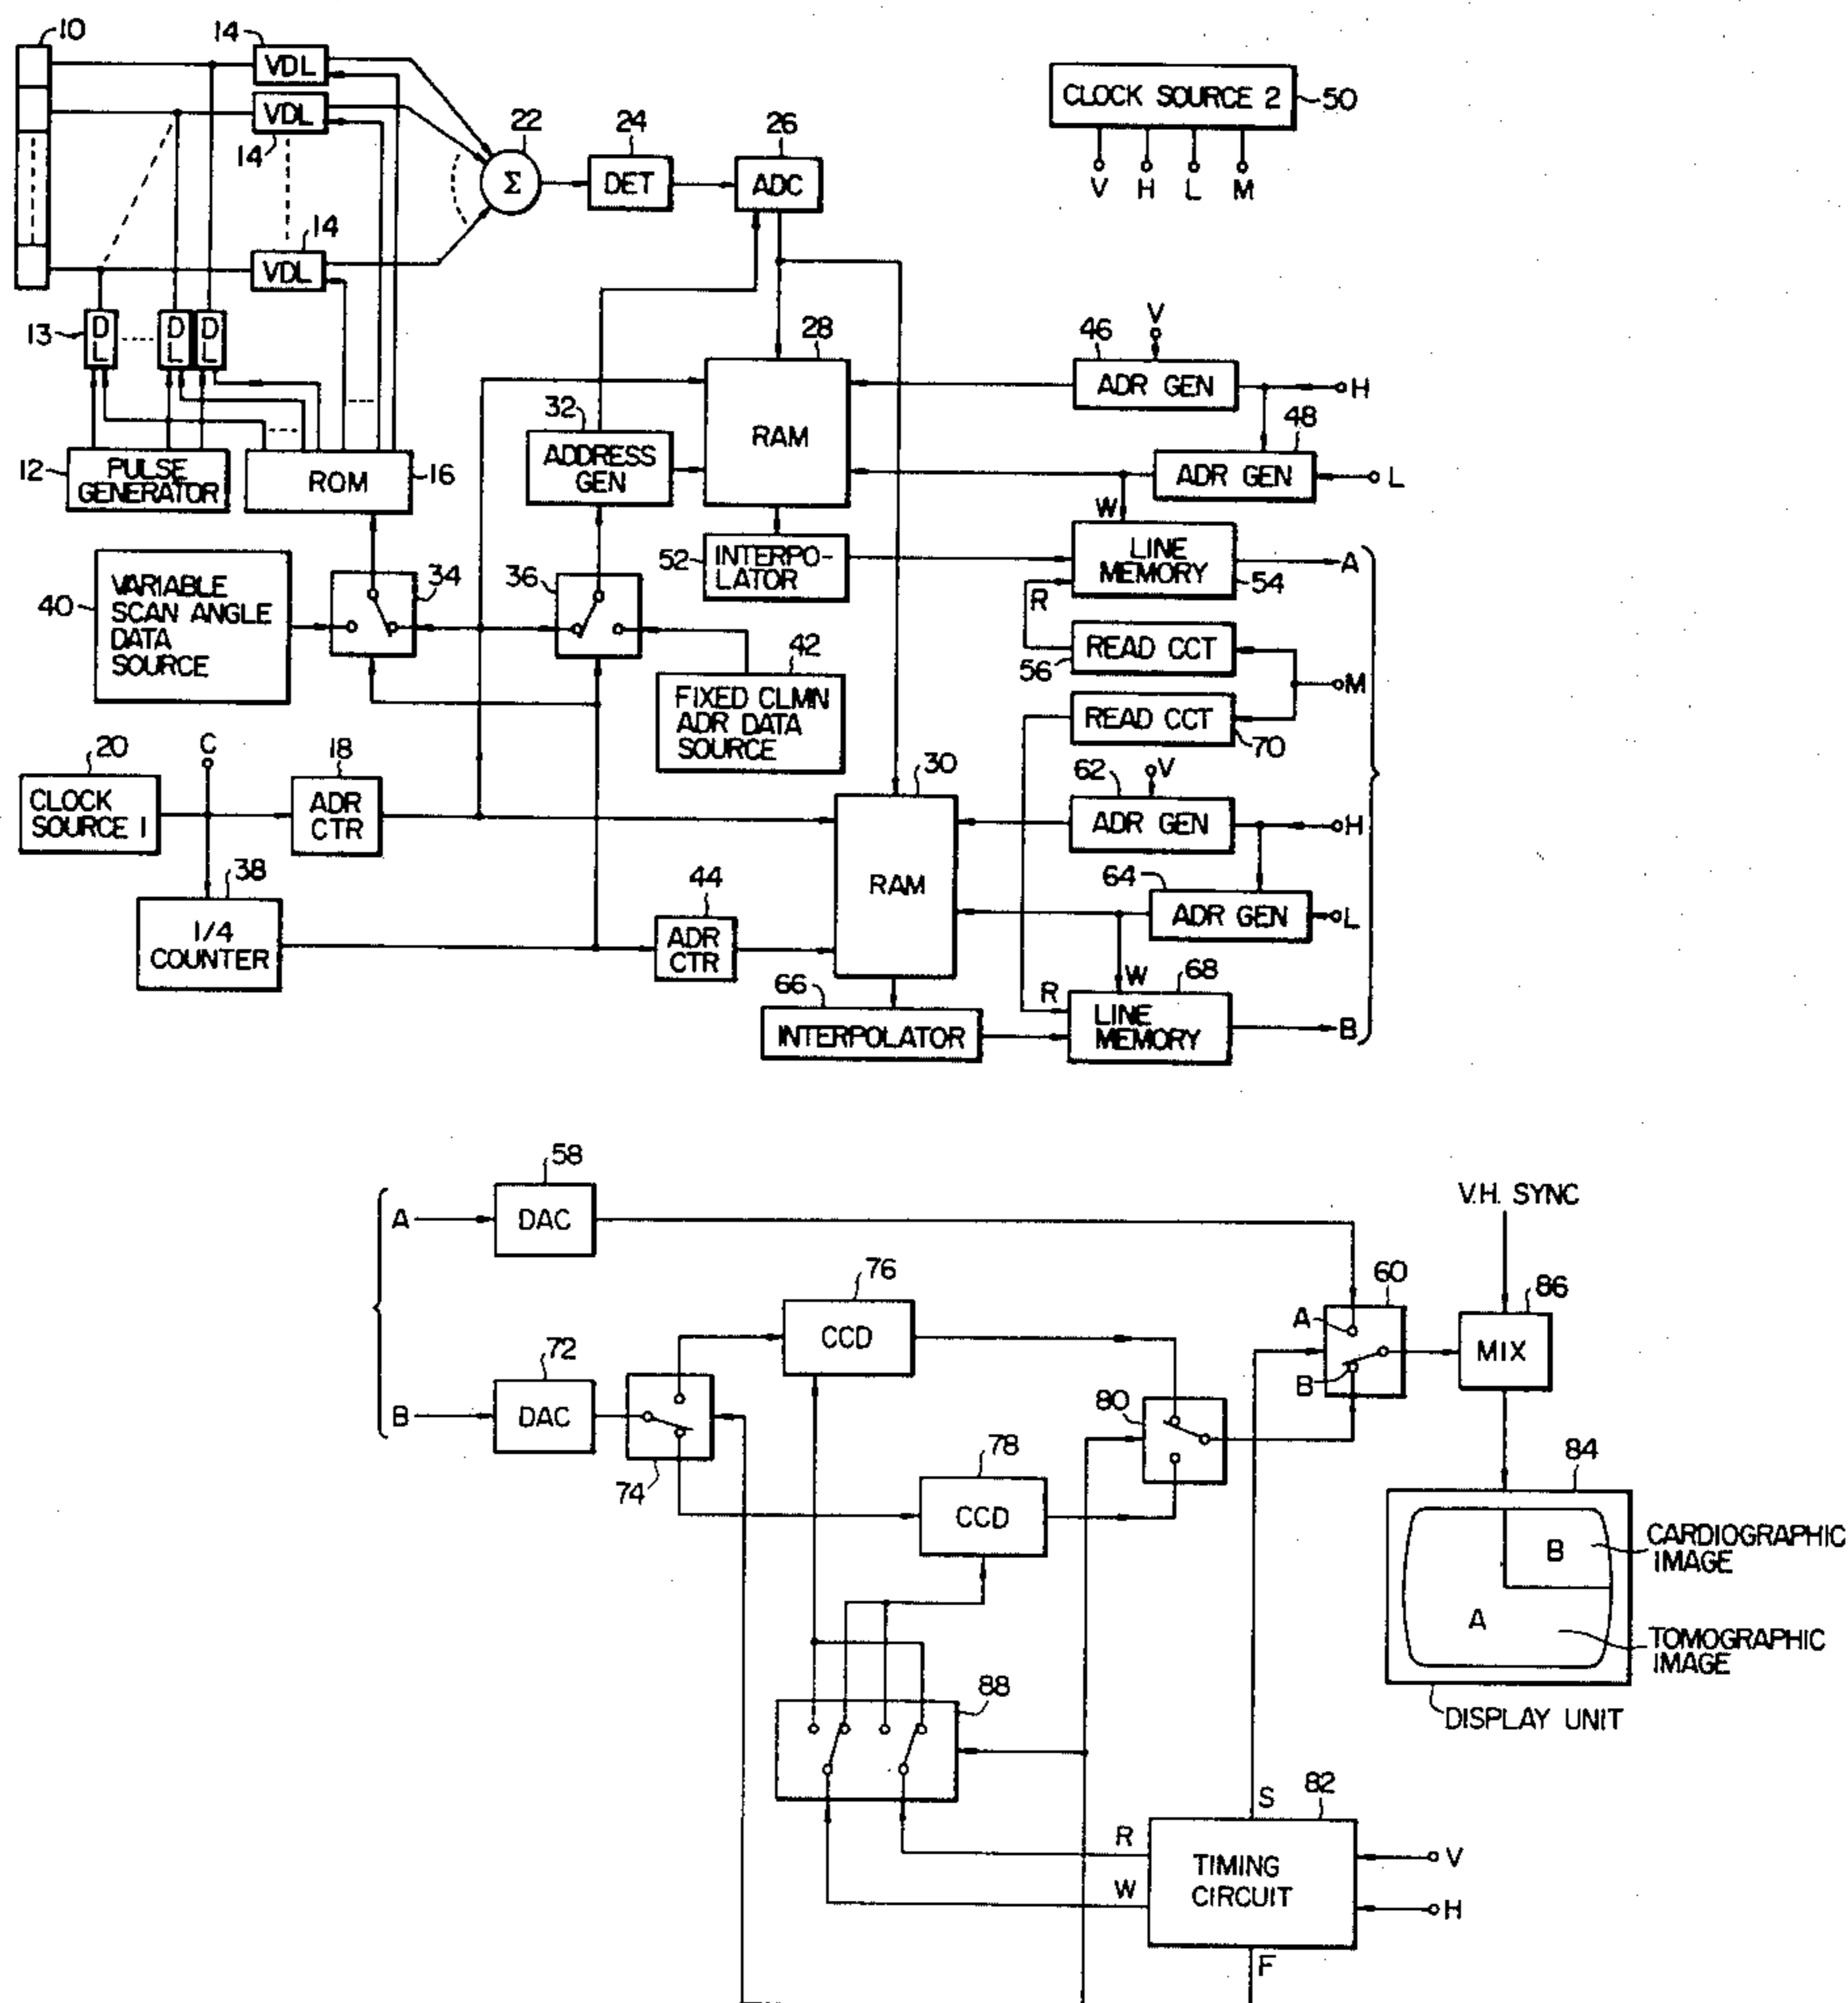 10
14
VDL
VDL
14
14
VDL
22
Σ
24
DET
26
ADC
CLOCK SOURCE 2
50
V H L M
13
DL
DL
DL
12
PULSE
GENERATOR
ROM
16
32
ADDRESS
GEN
28
RAM
46
V
ADR GEN
H
48
ADR GEN
L
W
52
INTERPO-
LATOR
LINE
MEMORY
54
A
R
40
VARIABLE
SCAN ANGLE
DATA
SOURCE
34
36
42
FIXED CLMN
ADR DATA
SOURCE
READ CCT
56
M
READ CCT
70
20
CLOCK
SOURCE 1
C
18
ADR
CTR
30
RAM
62
V
ADR GEN
H
64
ADR GEN
L
38
1/4
COUNTER
44
ADR
CTR
66
INTERPOLATOR
R
W
68
LINE
MEMORY
B
A
58
DAC
V.H. SYNC
76
CCD
60
A
B
86
MIX
B
72
DAC
74
80
78
CCD
84
B
CARDIOGRAPHIC
IMAGE
A
TOMOGRAPHIC
IMAGE
DISPLAY UNIT
88
S
82
R
W
TIMING
CIRCUIT
V
H
F